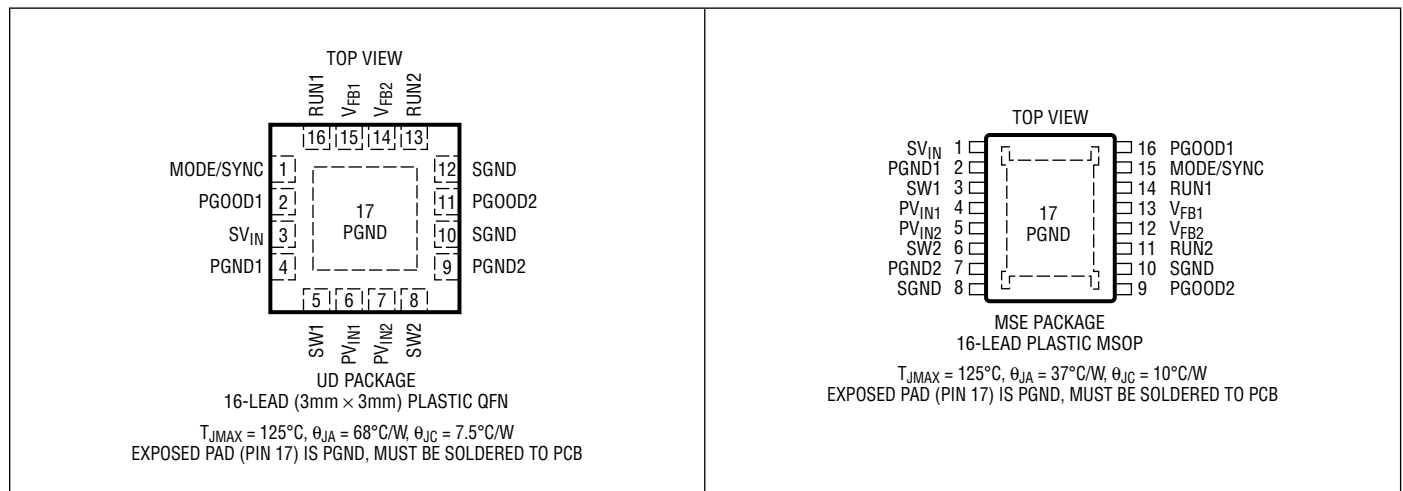 TOP VIEW
RUN1 VFB1 VFB2 RUN2
16 15 14 13
MODE/SYNC 1 12 SGND
PGOOD1 2 11 PGOOD2
SVIN 3 10 SGND
PGND1 4 9 PGND2
17
PGND
5 6 7 8
SW1 PVIN1 PVIN2 SW2
UD PACKAGE
16-LEAD (3mm × 3mm) PLASTIC QFN
TJMAX = 125°C, θJA = 68°C/W, θJC = 7.5°C/W
EXPOSED PAD (PIN 17) IS PGND, MUST BE SOLDERED TO PCB
TOP VIEW
SVIN 1 16 PGOOD1
PGND1 2 15 MODE/SYNC
SW1 3 14 RUN1
PVIN1 4 13 VFB1
PVIN2 5 12 VFB2
SW2 6 11 RUN2
PGND2 7 10 SGND
SGND 8 9 PGOOD2
17
PGND
MSE PACKAGE
16-LEAD PLASTIC MSOP
TJMAX = 125°C, θJA = 37°C/W, θJC = 10°C/W
EXPOSED PAD (PIN 17) IS PGND, MUST BE SOLDERED TO PCB